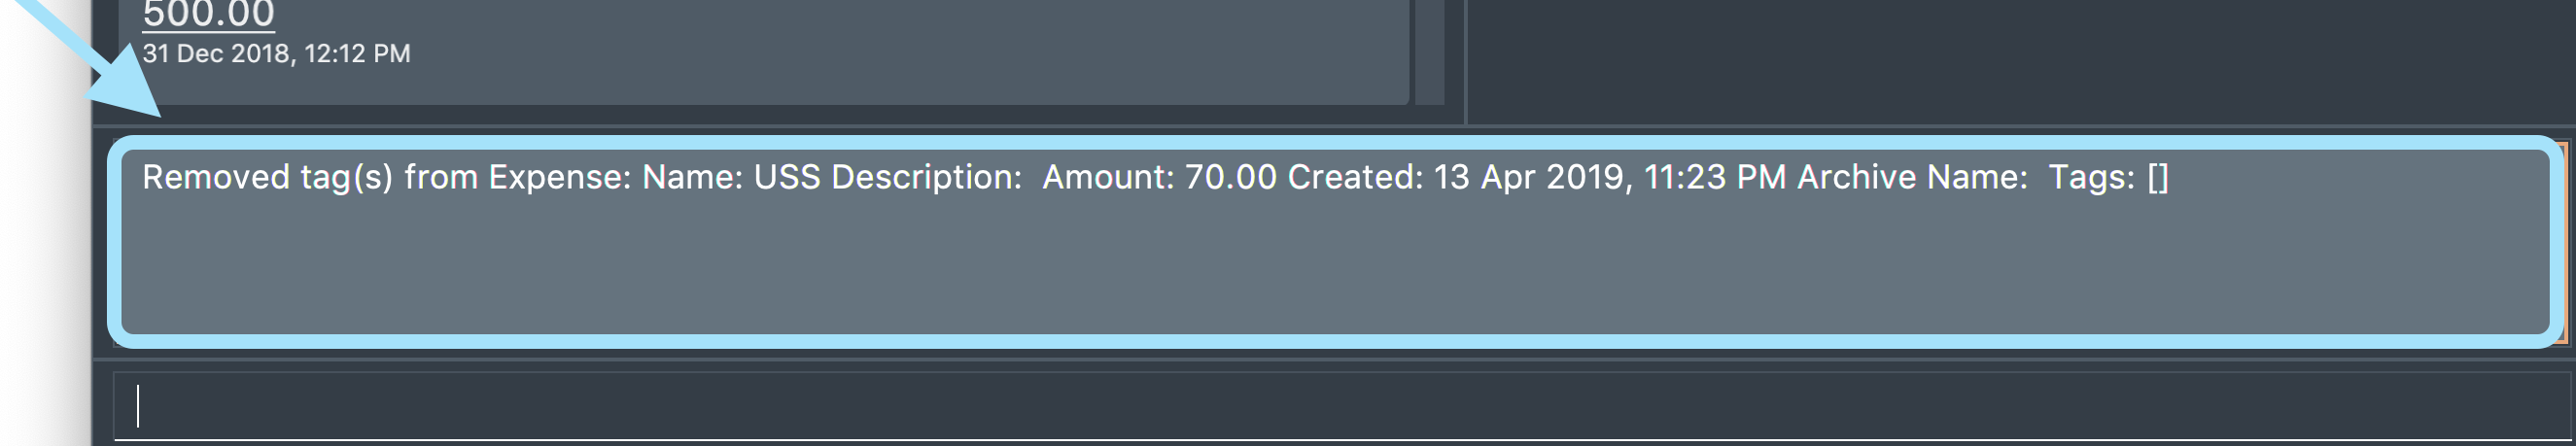 500.00
31 Dec 2018, 12:12 PM
Removed tag(s) from Expense: Name: USS Description:  Amount: 70.00 Created: 13 Apr 2019, 11:23 PM Archive Name:  Tags: []